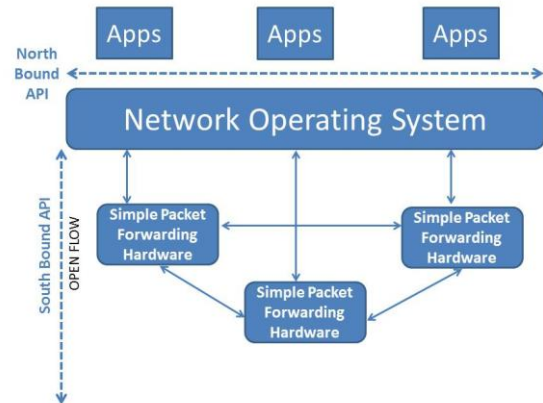 Apps
Apps
Apps
North
Bound
API
Network Operating System
South Bound API
OPEN FLOW
Simple Packet
Forwarding
Hardware
Simple Packet
Forwarding
Hardware
Simple Packet
Forwarding
Hardware